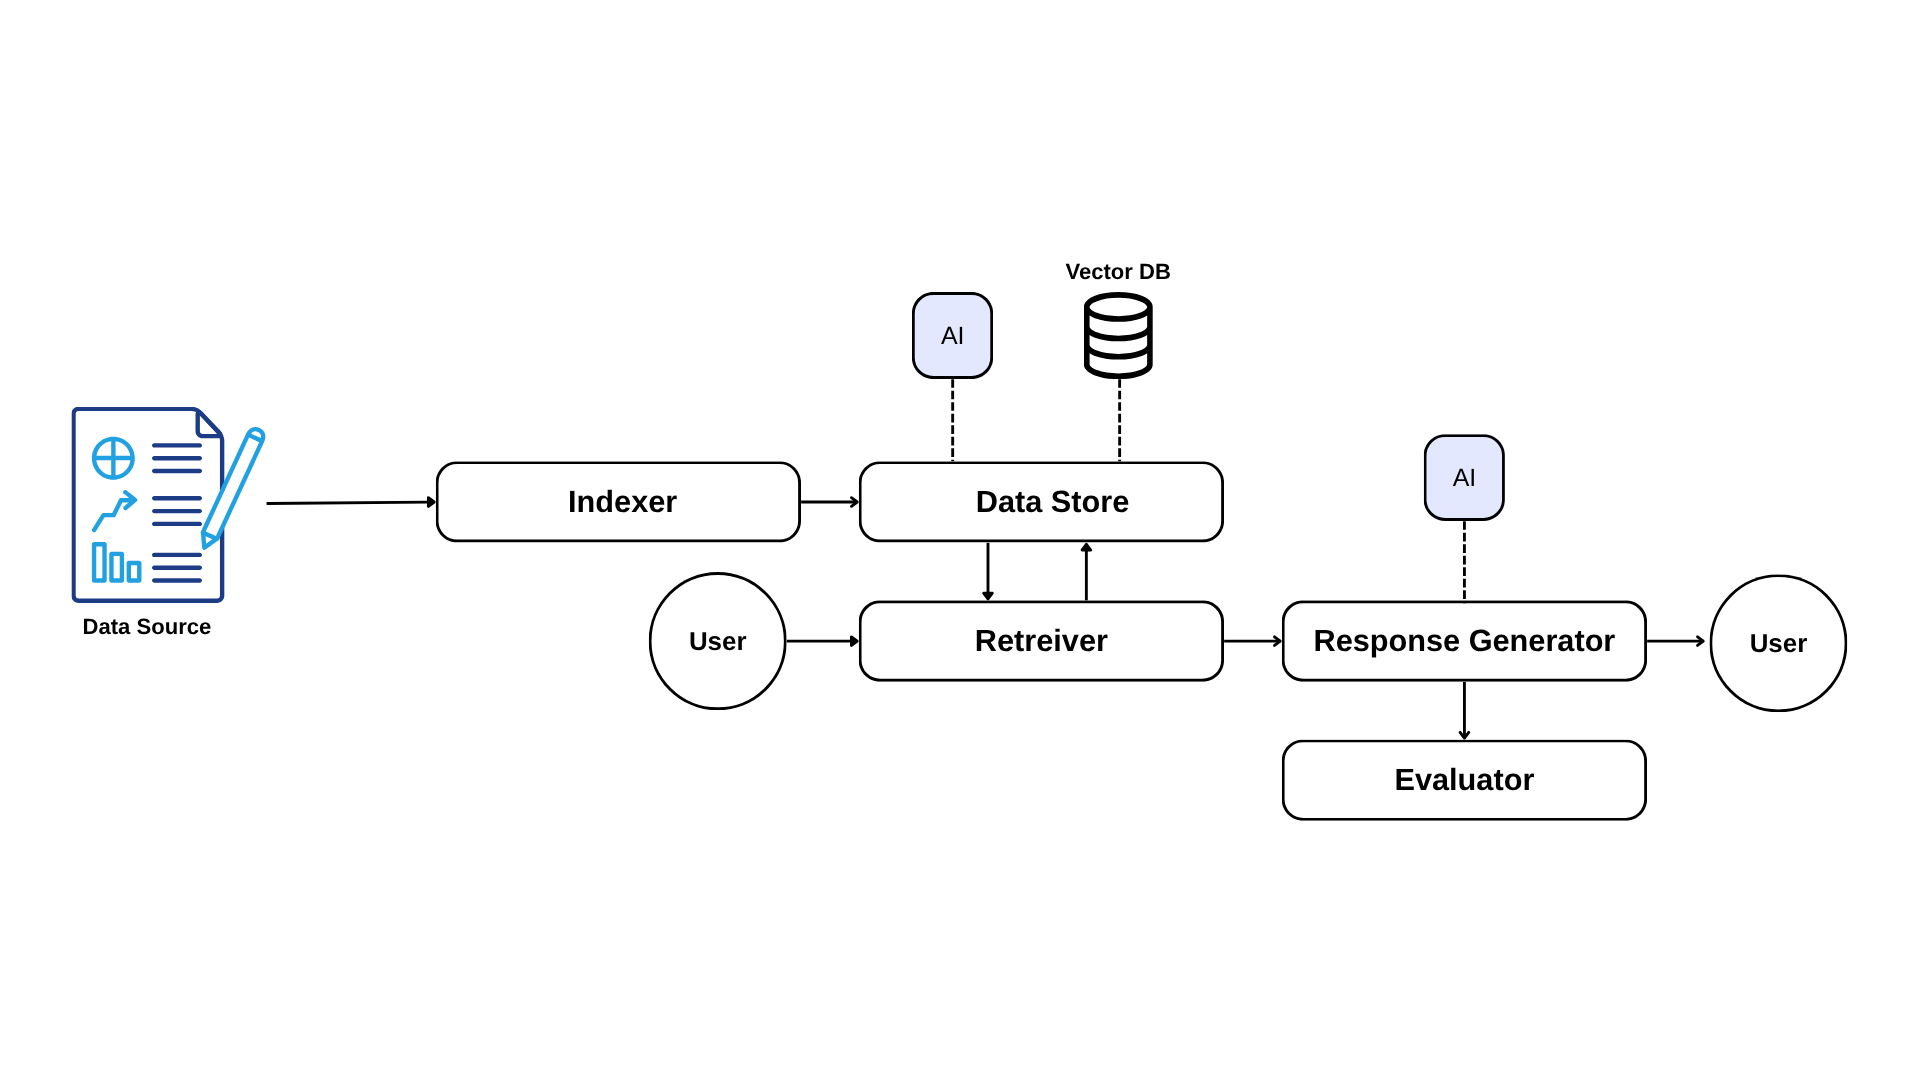 Vector DB
AI
Indexer
Data Store
AI
Data Source
User
Retreiver
Response Generator
User
Evaluator